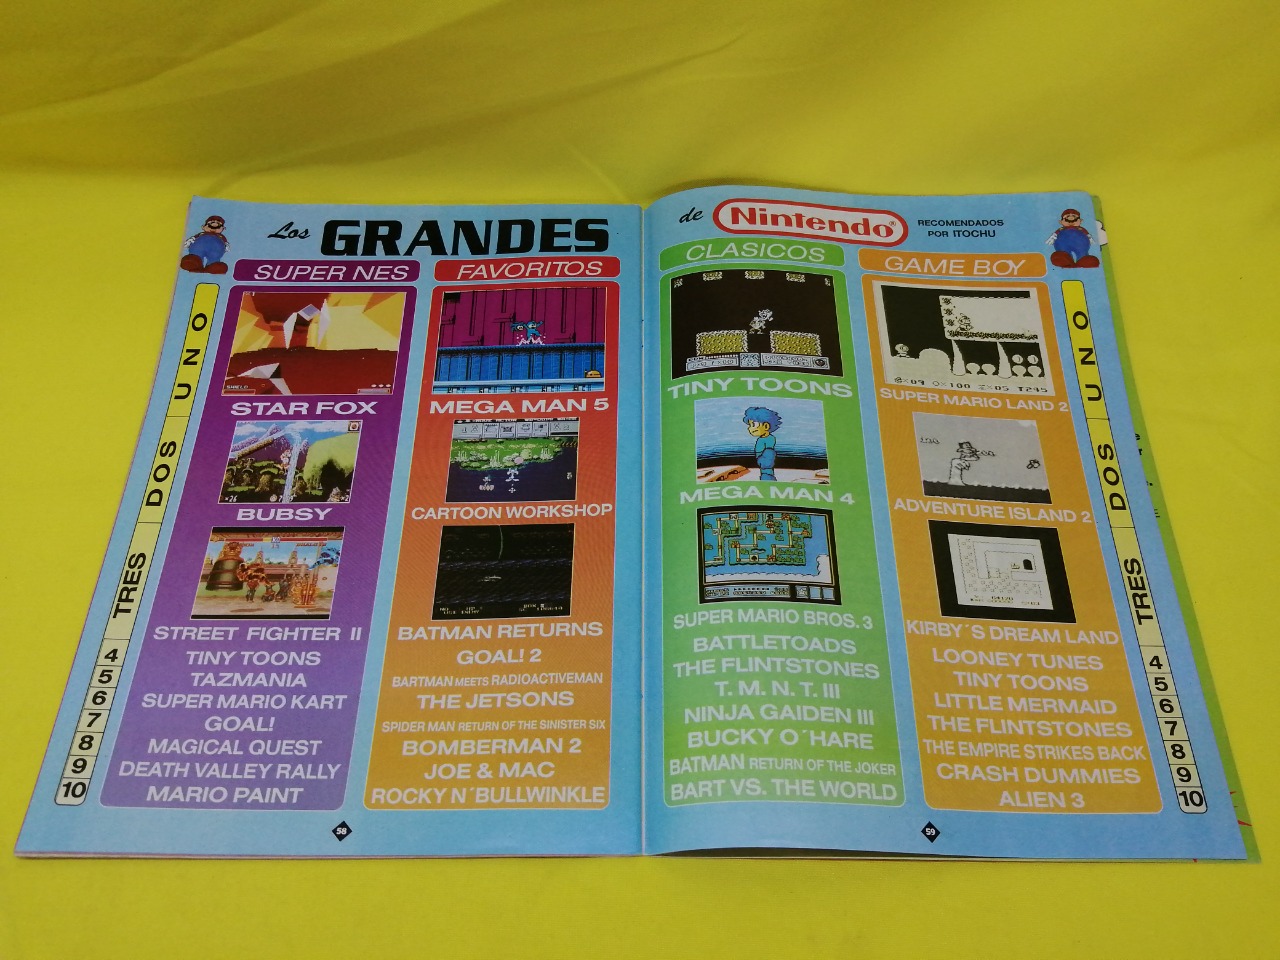 Los GRANDES
de Nintendo®
RECOMENDADOS
POR ITOCHU
UNO
DOS
TRES
4
5
6
7
8
9
10
SUPER NES
STAR FOX
BUBSY
STREET FIGHTER II
TINY TOONS
TAZMANIA
SUPER MARIO KART
GOAL!
MAGICAL QUEST
DEATH VALLEY RALLY
MARIO PAINT
FAVORITOS
MEGA MAN 5
CARTOON WORKSHOP
BATMAN RETURNS
GOAL! 2
BARTMAN MEETS RADIOACTIVEMAN
THE JETSONS
SPIDER MAN RETURN OF THE SINISTER SIX
BOMBERMAN 2
JOE & MAC
ROCKY N´BULLWINKLE
58
CLASICOS
TINY TOONS
MEGA MAN 4
SUPER MARIO BROS. 3
BATTLETOADS
THE FLINTSTONES
T. M. N. T. III
NINJA GAIDEN III
BUCKY O´HARE
BATMAN RETURN OF THE JOKER
BART VS. THE WORLD
GAME BOY
SUPER MARIO LAND 2
ADVENTURE ISLAND 2
KIRBY´S DREAM LAND
LOONEY TUNES
TINY TOONS
LITTLE MERMAID
THE FLINTSTONES
THE EMPIRE STRIKES BACK
CRASH DUMMIES
ALIEN 3
UNO
DOS
TRES
4
5
6
7
8
9
10
59